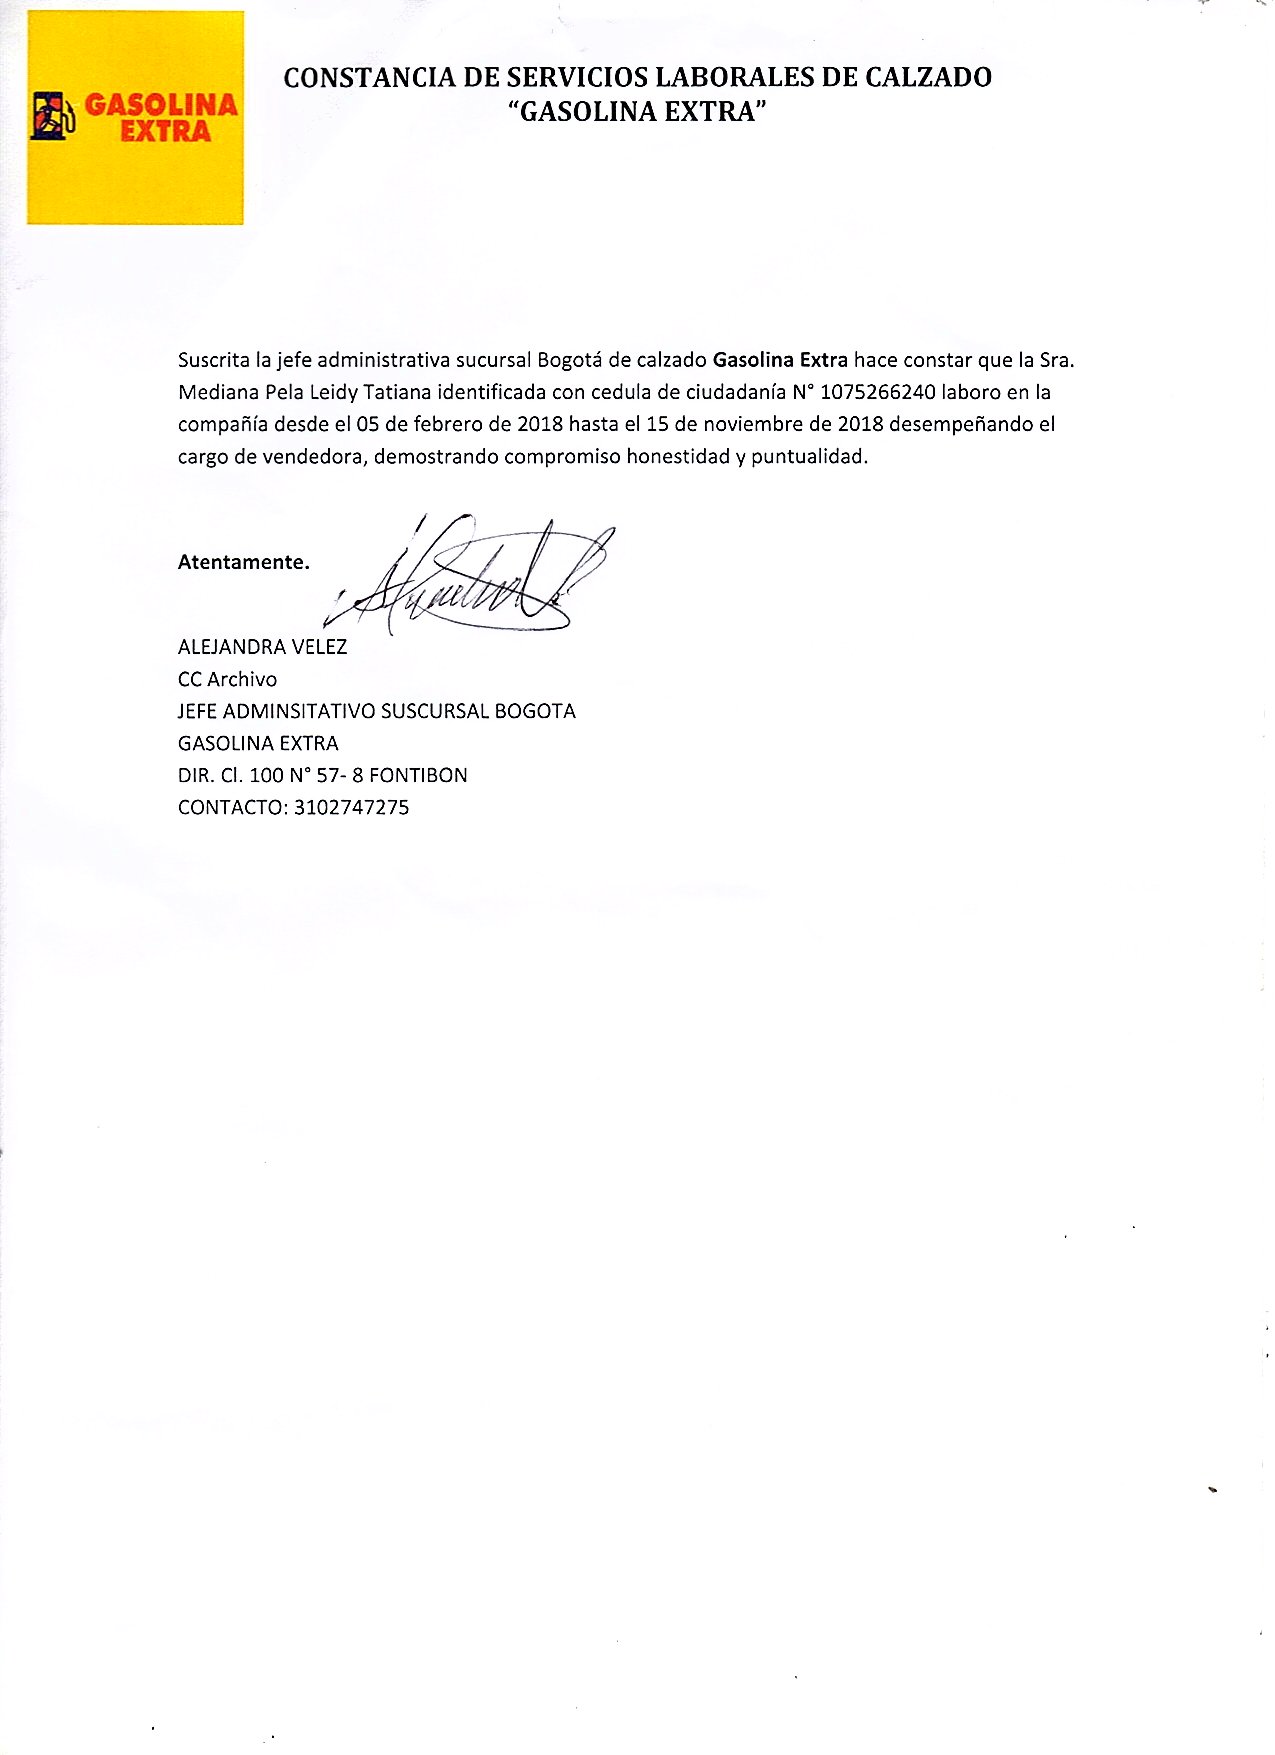 GASOLINA
EXTRA
CONSTANCIA DE SERVICIOS LABORALES DE CALZADO
“GASOLINA EXTRA”
Suscrita la jefe administrativa sucursal Bogotá de calzado Gasolina Extra hace constar que la Sra.
Mediana Pela Leidy Tatiana identificada con cedula de ciudadanía N° 1075266240 laboro en la
compañía desde el 05 de febrero de 2018 hasta el 15 de noviembre de 2018 desempeñando el
cargo de vendedora, demostrando compromiso honestidad y puntualidad.
Atentamente.
ALEJANDRA VELEZ
CC Archivo
JEFE ADMINSITATIVO SUSCURSAL BOGOTA
GASOLINA EXTRA
DIR. Cl. 100 N° 57- 8 FONTIBON
CONTACTO: 3102747275